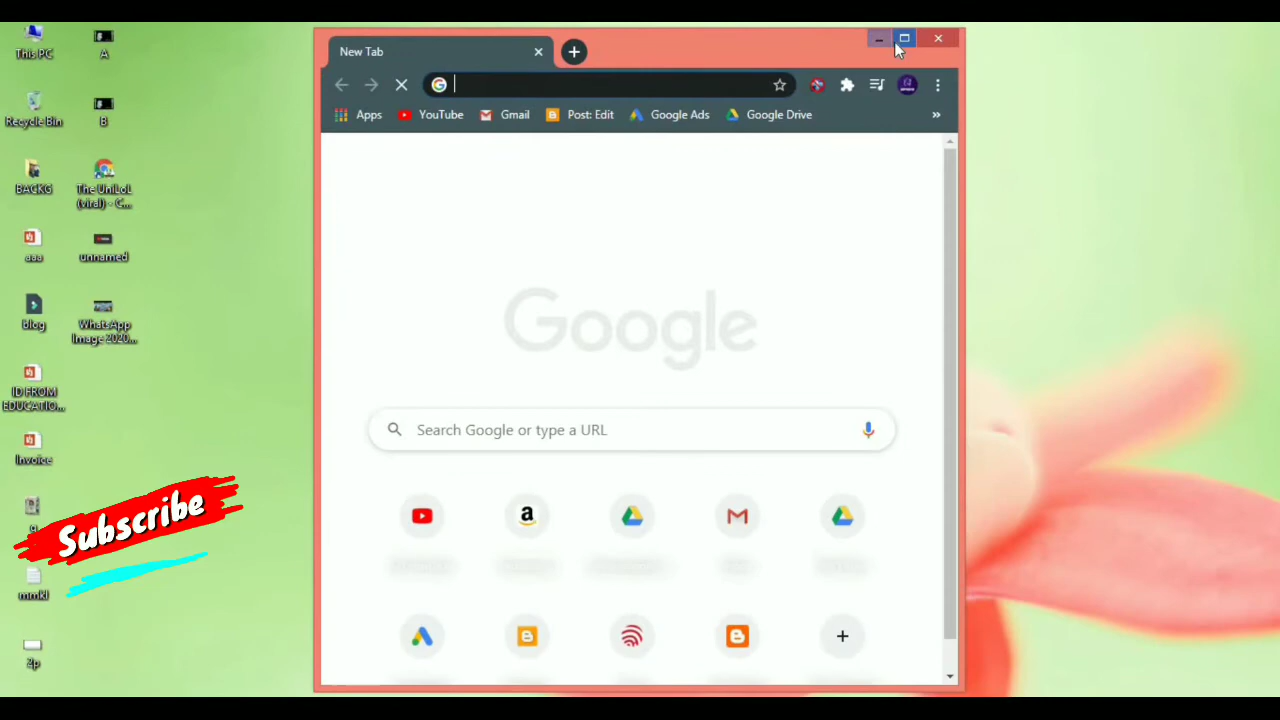 This PC
A
Recycle Bin
B
BACKG
The UniLoL
(viral) - C...
aaa
unnamed
blog
WhatsApp
Image 2020...
ID FROM
EDUCATIO...
Invoice
Subscribe
mmkl
2p
New Tab
Apps
YouTube
Gmail
Post: Edit
Google Ads
Google Drive
»
Google
Search Google or type a URL